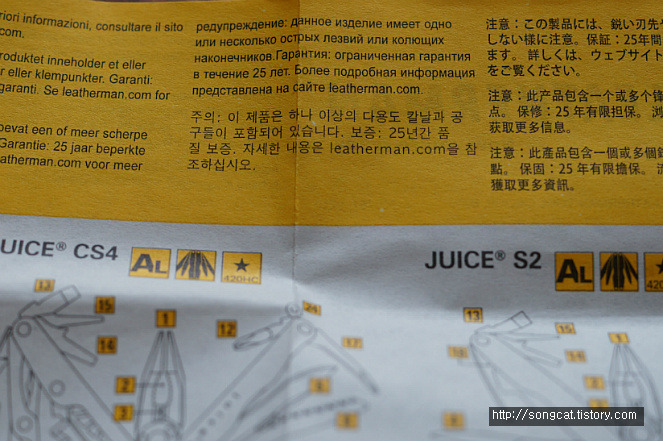 riori informazioni, consultare il sito
com.
produktet inneholder et eller
er eller klempunkter. Garanti:
garanti. Se leatherman.com for
bevat een of meer scherpe
Garantie: 25 jaar beperkte
leatherman.com voor meer
редупреждение: данное изделие имеет одно
или несколько острых лезвий или колющих
наконечников.Гарантия: ограниченная гарантия
в течение 25 лет. Более подробная информация
представлена на сайте leatherman.com.
주의: 이 제품은 하나 이상의 다용도 칼날과 공
구들이 포함되어 있습니다. 보증: 25년간 품
질 보증. 자세한 내용은 leatherman.com을 참
조하십시오.
注意：この製品には、鋭い刃先や
しない様に注意。保証：25年間
ます。 詳しくは、ウェブサイト
をご覧ください。
注意：此产品包含一个或多个锋
点。 保修：25 年有限担保。 浏
获取更多信息。
注意：此產品包含一個或多個
點。 保固：25 年有限擔保。
獲取更多資訊。
JUICE® CS4
AL
420HC
JUICE® S2
AL
420
13
15
14
1
2
3
12
24
13
15
1
2
http://songcat.tistory.com